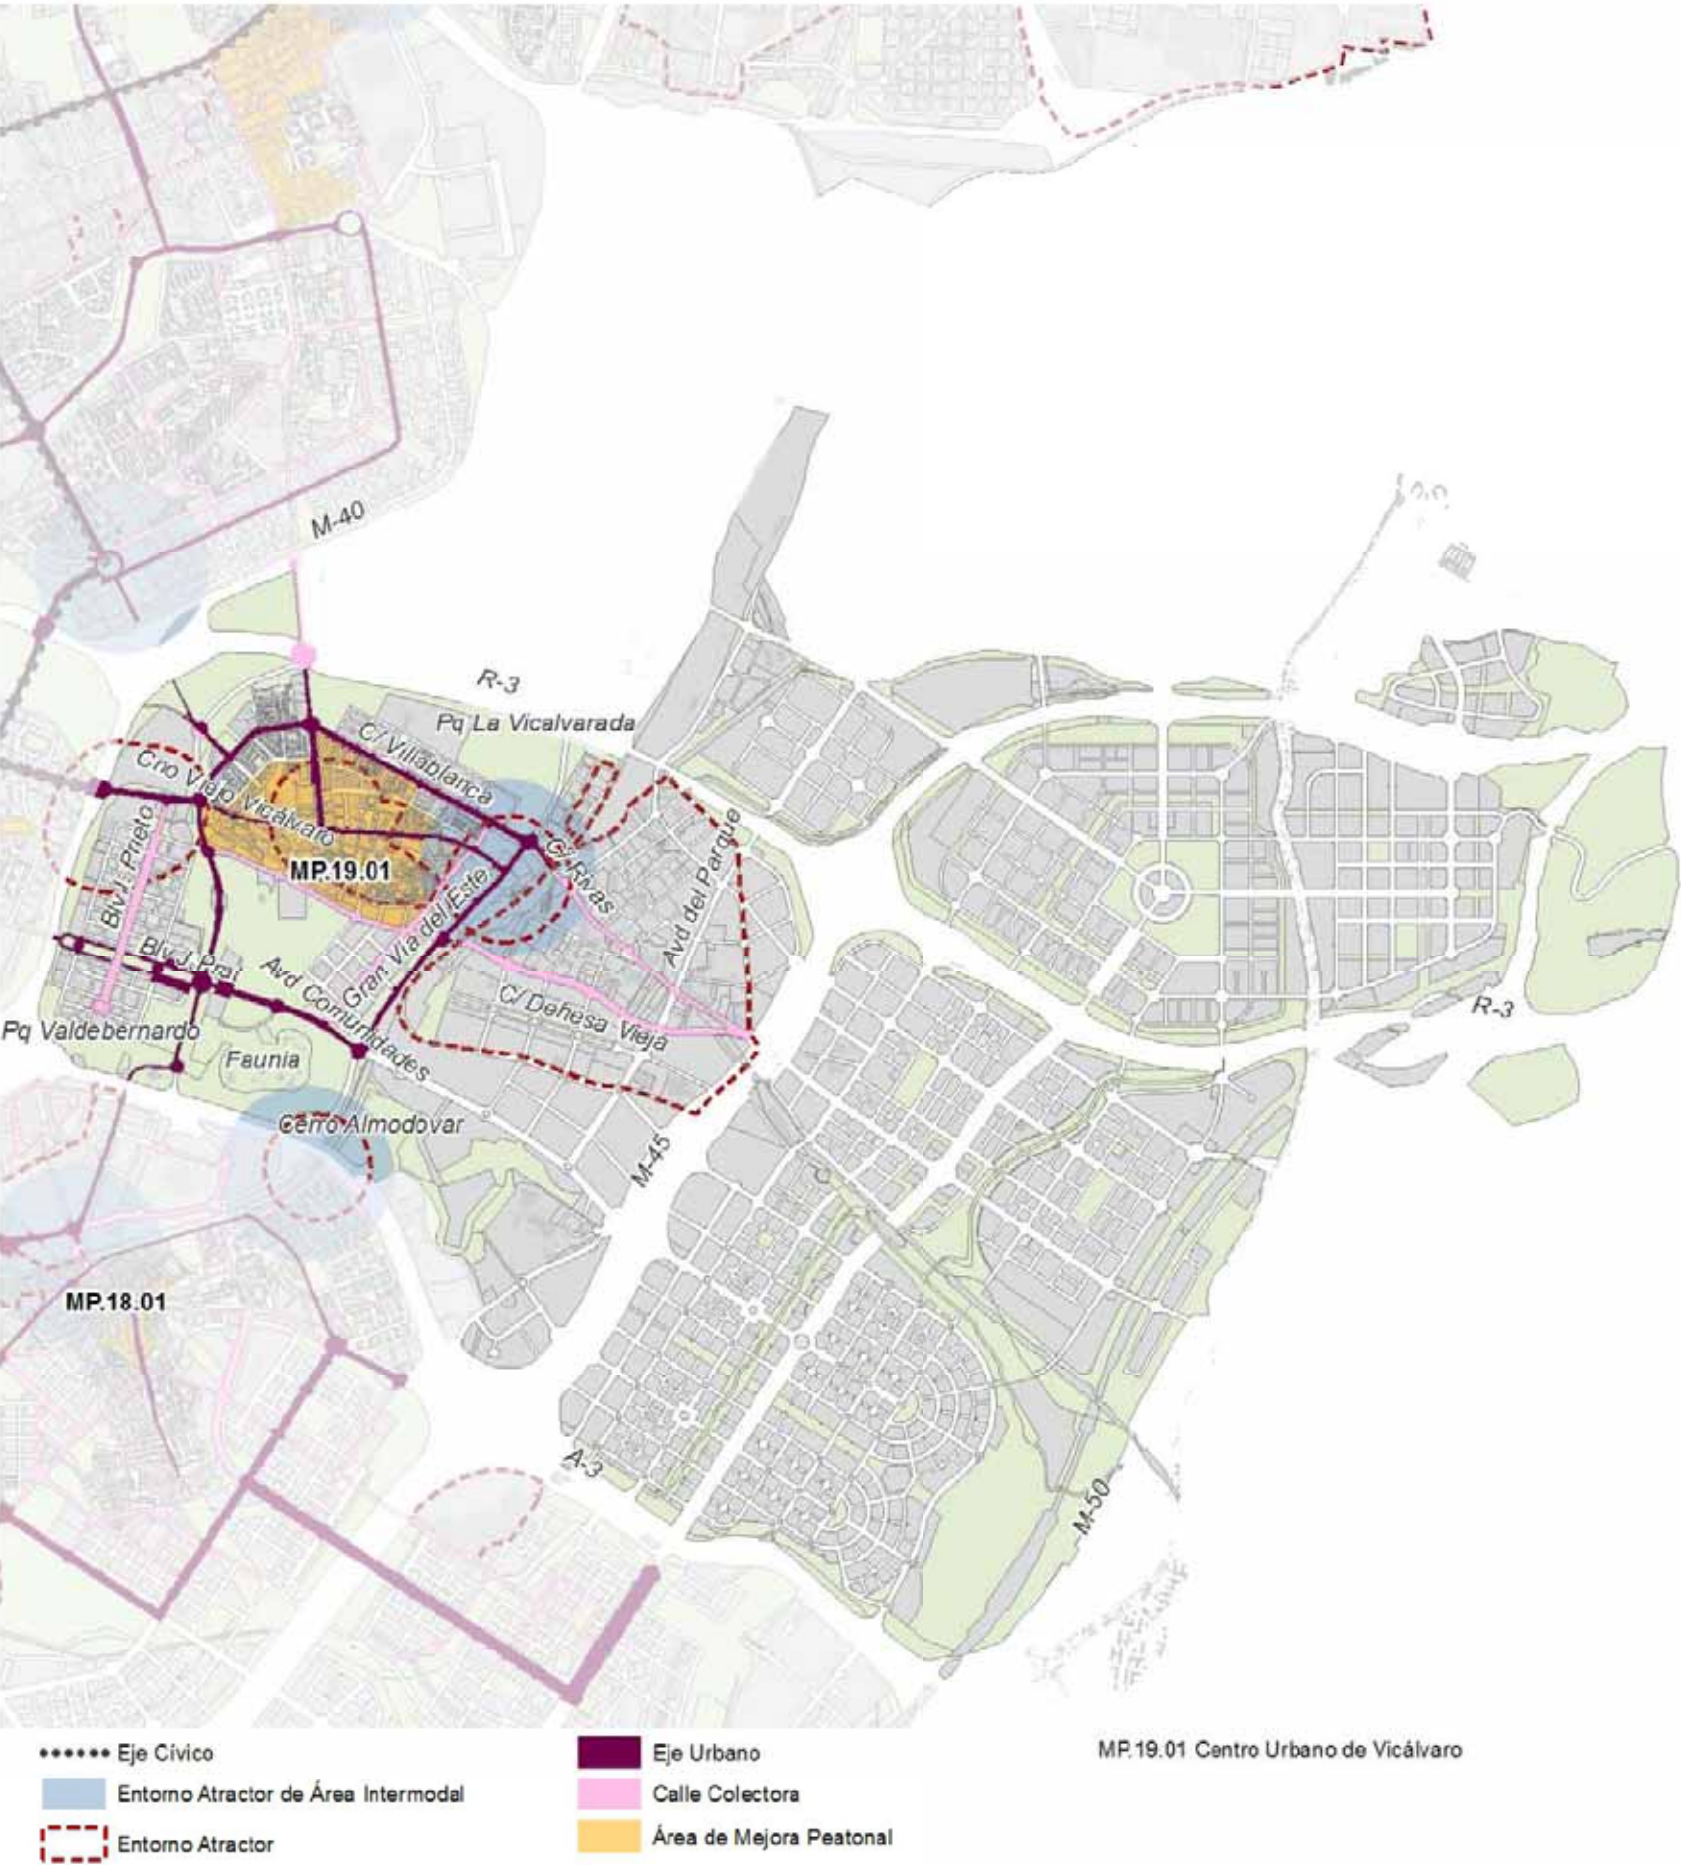 M-40
R-3
Pq La Vicalvarada
C/ Villablanca
Cno Viejo Vicálvaro
MP.19.01
C/ Rivas
Avd del Parque
Blv J. Prieto
Gran Vía del Este
Blv J. Prat
Avd Comunidades
C/ Dehesa Vieja
R-3
Pq Valdebernardo
Faunia
Cerro Almodovar
M-45
MP.18.01
A-3
M-50
Eje Cívico
Eje Urbano
MP.19.01 Centro Urbano de Vicálvaro
Entorno Atractor de Área Intermodal
Calle Colectora
Entorno Atractor
Área de Mejora Peatonal